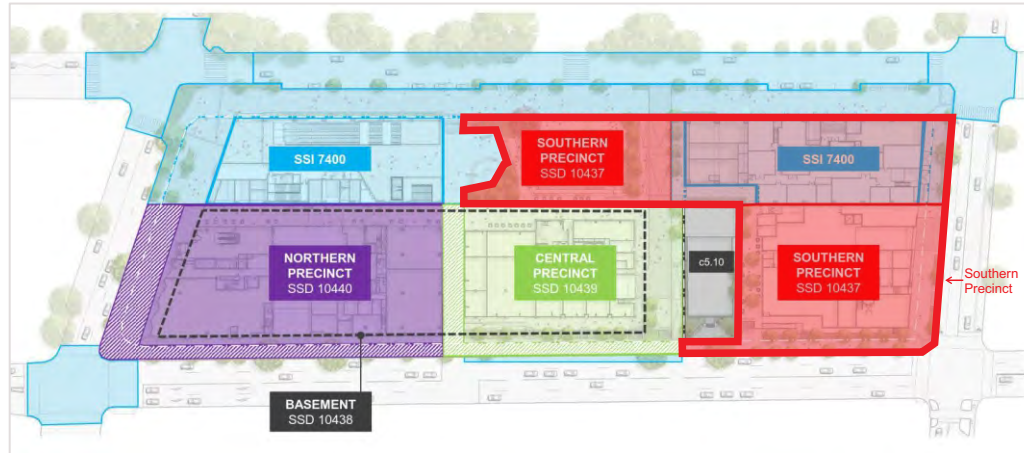 SSI 7400
SOUTHERN
PRECINCT
SSD 10437
SSI 7400
NORTHERN
PRECINCT
SSD 10440
CENTRAL
PRECINCT
SSD 10439
c5.10
SOUTHERN
PRECINCT
SSD 10437
Southern
Precinct
BASEMENT
SSD 10438